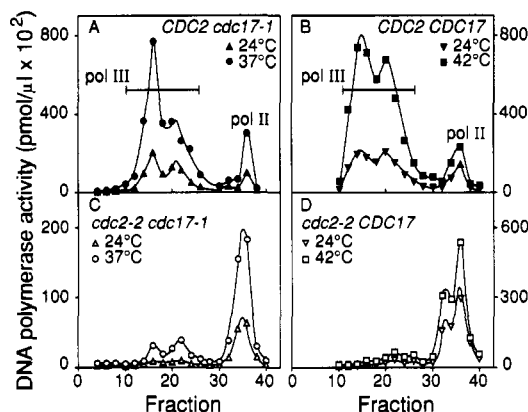 DNA polymerase activity (pmol/µl × 10²)
A CDC2 cdc17-1
▲ 24°C
● 37°C
pol III
pol II
800
400
0
B CDC2 CDC17
▼ 24°C
■ 42°C
pol III
pol II
800
400
0
C cdc2-2 cdc17-1
△ 24°C
○ 37°C
200
100
0
0 10 20 30 40
Fraction
D cdc2-2 CDC17
▽ 24°C
□ 42°C
600
300
0
0 10 20 30 40
Fraction